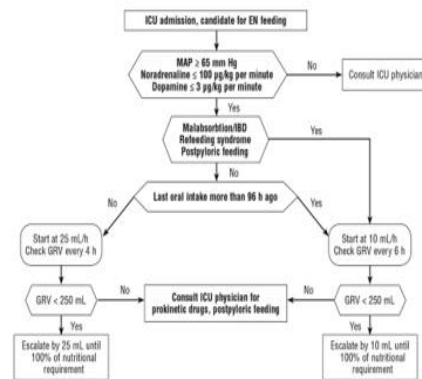 ICU admission, candidate for EN feeding
MAP ≥ 65 mm Hg
Noradrenaline ≤ 100 µg/kg per minute
Dopamine ≤ 3 µg/kg per minute
No
Consult ICU physician
Yes
Malabsorbtion/IBD
Refeeding syndrome
Postpyloric feeding
Yes
No
Last oral intake more than 96 h ago
No
Yes
Start at 25 mL/h
Check GRV every 4 h
Start at 10 mL/h
Check GRV every 6 h
GRV < 250 mL
No
Consult ICU physician for
prokinetic drugs, postpyloric feeding
No
GRV < 250 mL
Yes
Yes
Escalate by 25 mL until
100% of nutritional
requirement
Escalate by 10 mL until
100% of nutritional
requirement